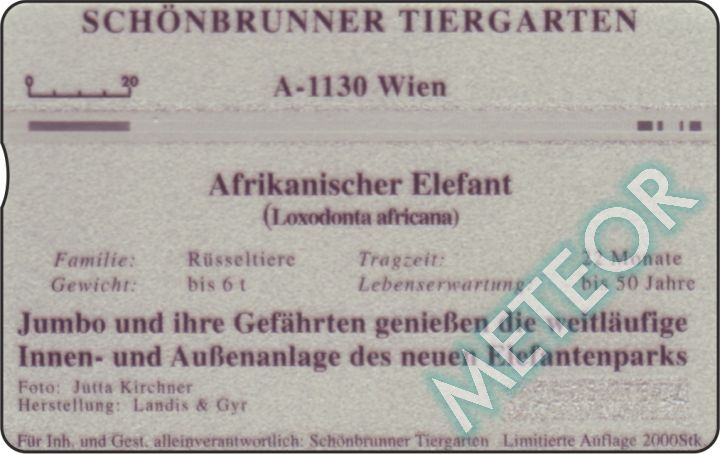 SCHÖNBRUNNER TIERGARTEN
0 20 A-1130 Wien
Afrikanischer Elefant
(Loxodonta africana)
Familie: Rüsseltiere Tragzeit: 22 Monate
Gewicht: bis 6 t Lebenserwartung: bis 50 Jahre
Jumbo und ihre Gefährten genießen die weitläufige
Innen- und Außenanlage des neuen Elefantenparks
Foto: Jutta Kirchner
Herstellung: Landis & Gyr
Für Inh. und Gest. alleinverantwortlich: Schönbrunner Tiergarten Limitierte Auflage 2000Stk.
METEOR